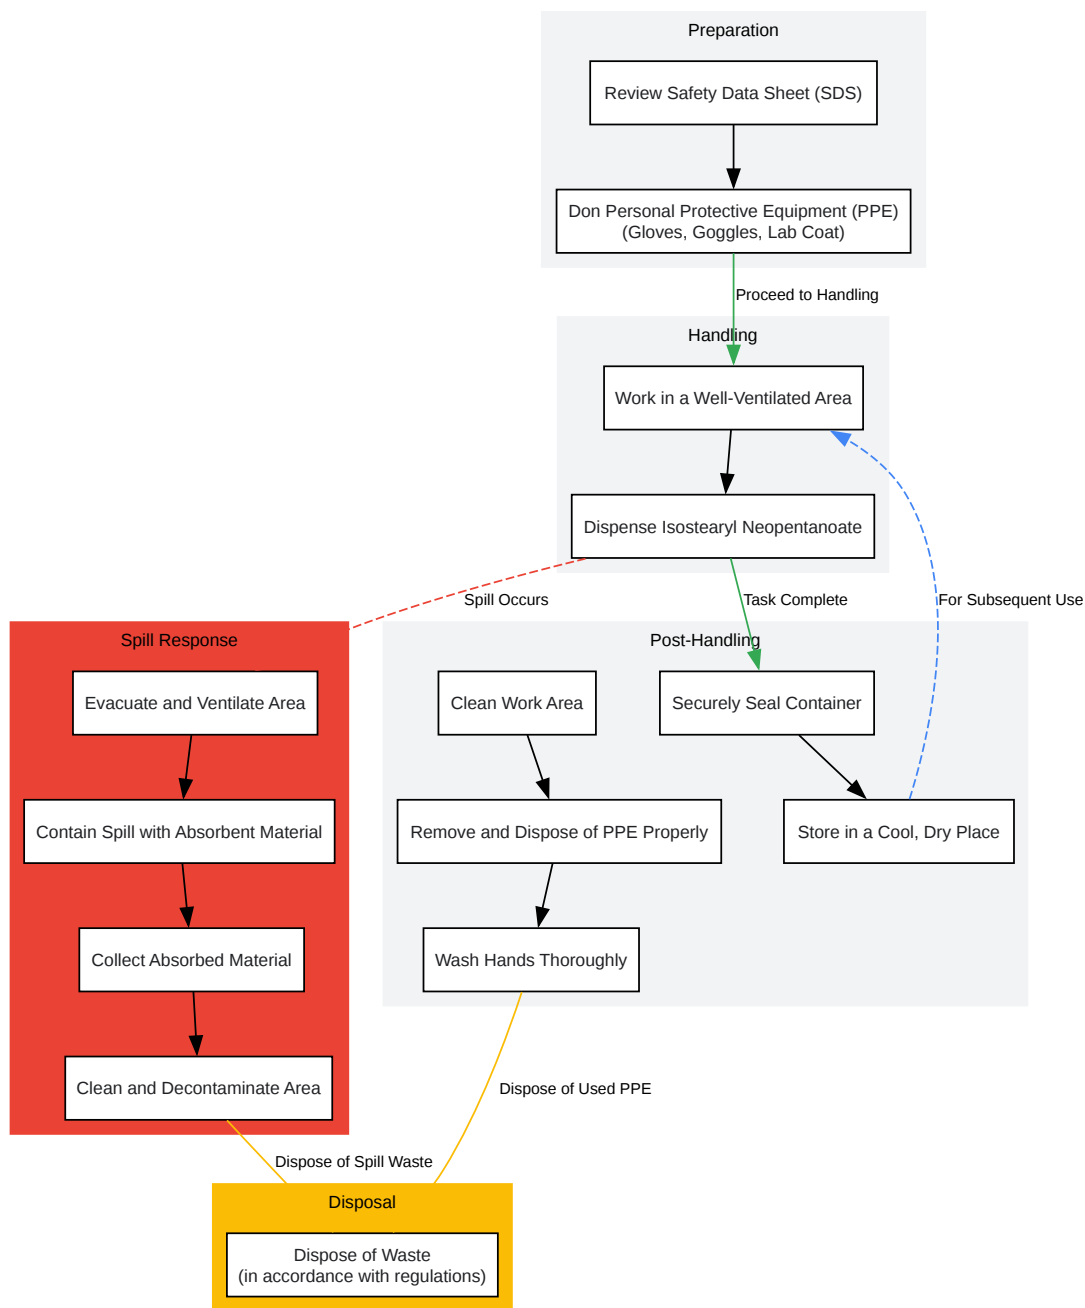 Preparation
Review Safety Data Sheet (SDS)
Don Personal Protective Equipment (PPE)
(Gloves, Goggles, Lab Coat)
Proceed to Handling
Handling
Work in a Well-Ventilated Area
Dispense Isostearyl Neopentanoate
Spill Occurs
Task Complete
For Subsequent Use
Spill Response
Evacuate and Ventilate Area
Contain Spill with Absorbent Material
Collect Absorbed Material
Clean and Decontaminate Area
Post-Handling
Clean Work Area
Securely Seal Container
Remove and Dispose of PPE Properly
Store in a Cool, Dry Place
Wash Hands Thoroughly
Dispose of Used PPE
Dispose of Spill Waste
Disposal
Dispose of Waste
(in accordance with regulations)